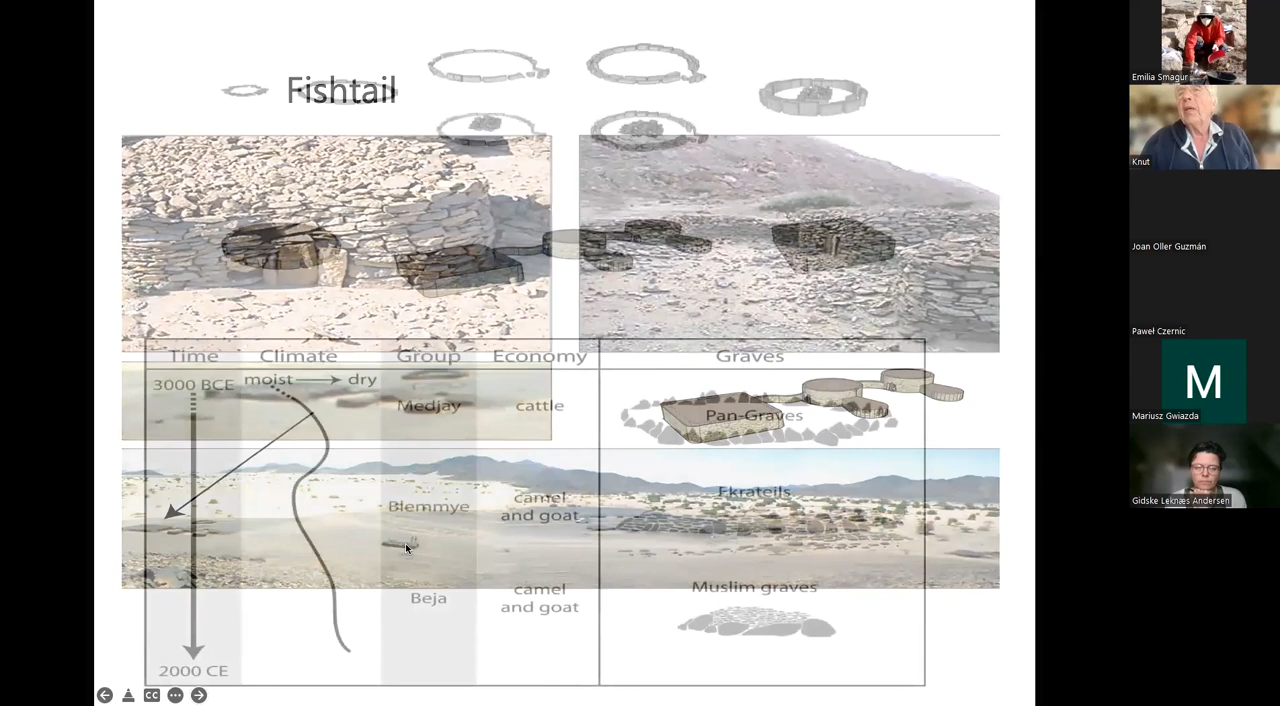 Fishtail
Time Climate Group Economy Graves
3000 BCE moist dry
Medjay cattle Pan-Graves
Blemmye camel and goat Ekrateils
Beja camel and goat Muslim graves
2000 CE
CC
Emilia Smagur
Knut
Joan Oller Guzmán
Paweł Czernic
M
Mariusz Gwiazda
Gidske Leknæs Andersen